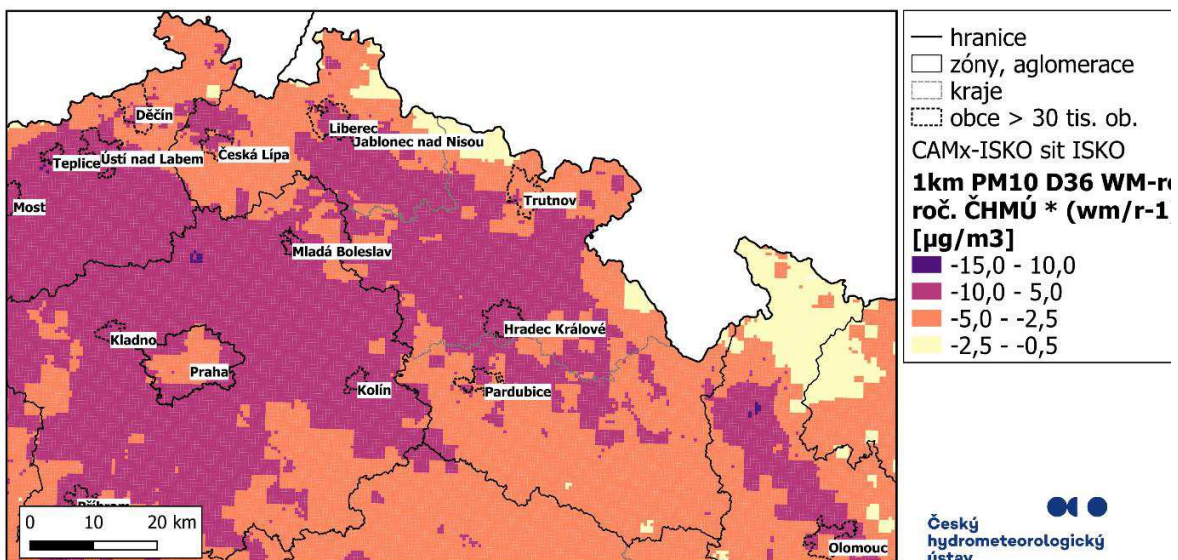 Děčín
Liberec
Jablonec nad Nisou
Teplice
Ústí nad Labem
Česká Lípa
Most
Trutnov
Mladá Boleslav
Kladno
Hradec Králové
Praha
Kolín
Pardubice
Příbram
Olomouc
0 10 20 km
hranice
zóny, aglomerace
kraje
obce > 30 tis. ob.
CAMx-ISKO sit ISKO
1km PM10 D36 WM-r
roč. ČHMÚ * (wm/r-1
[µg/m3]
-15,0 - 10,0
-10,0 - 5,0
-5,0 - -2,5
-2,5 - -0,5
Český
hydrometeorologický
ústav